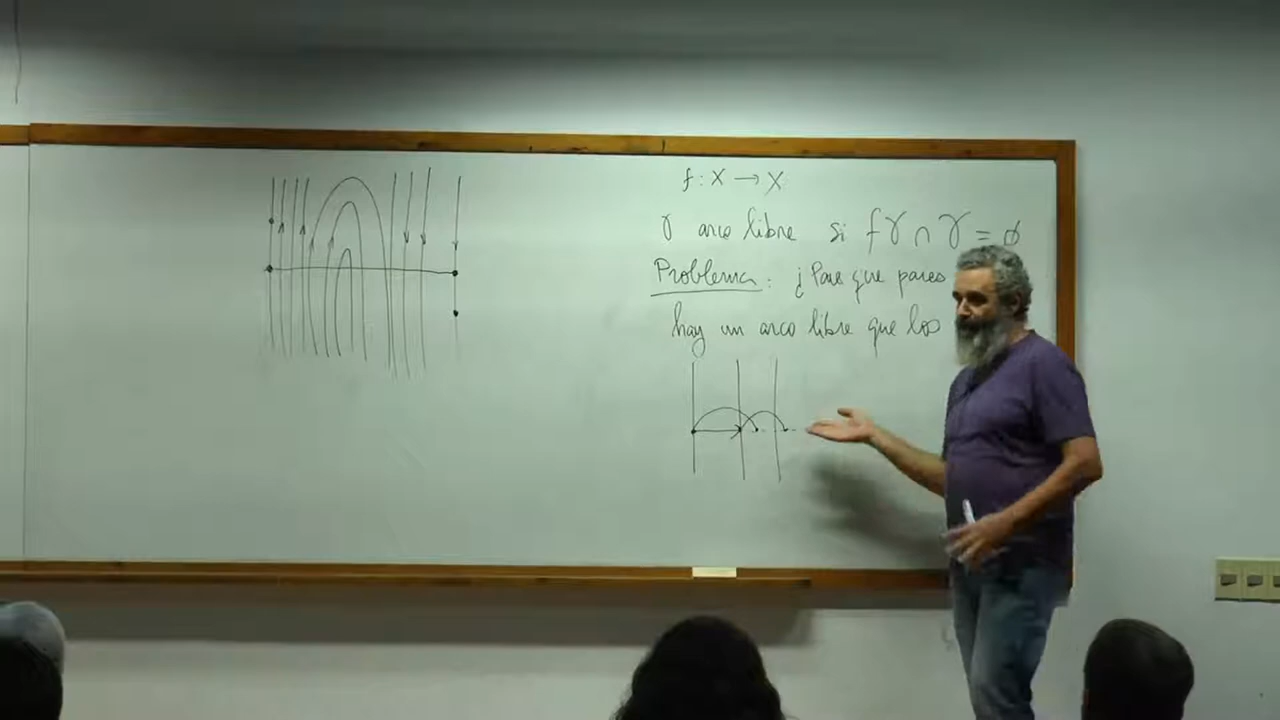 f: X → X
γ arco libre si fγ ∩ γ = ∅
Problema: ¿Para que pares
hay un arco libre que los